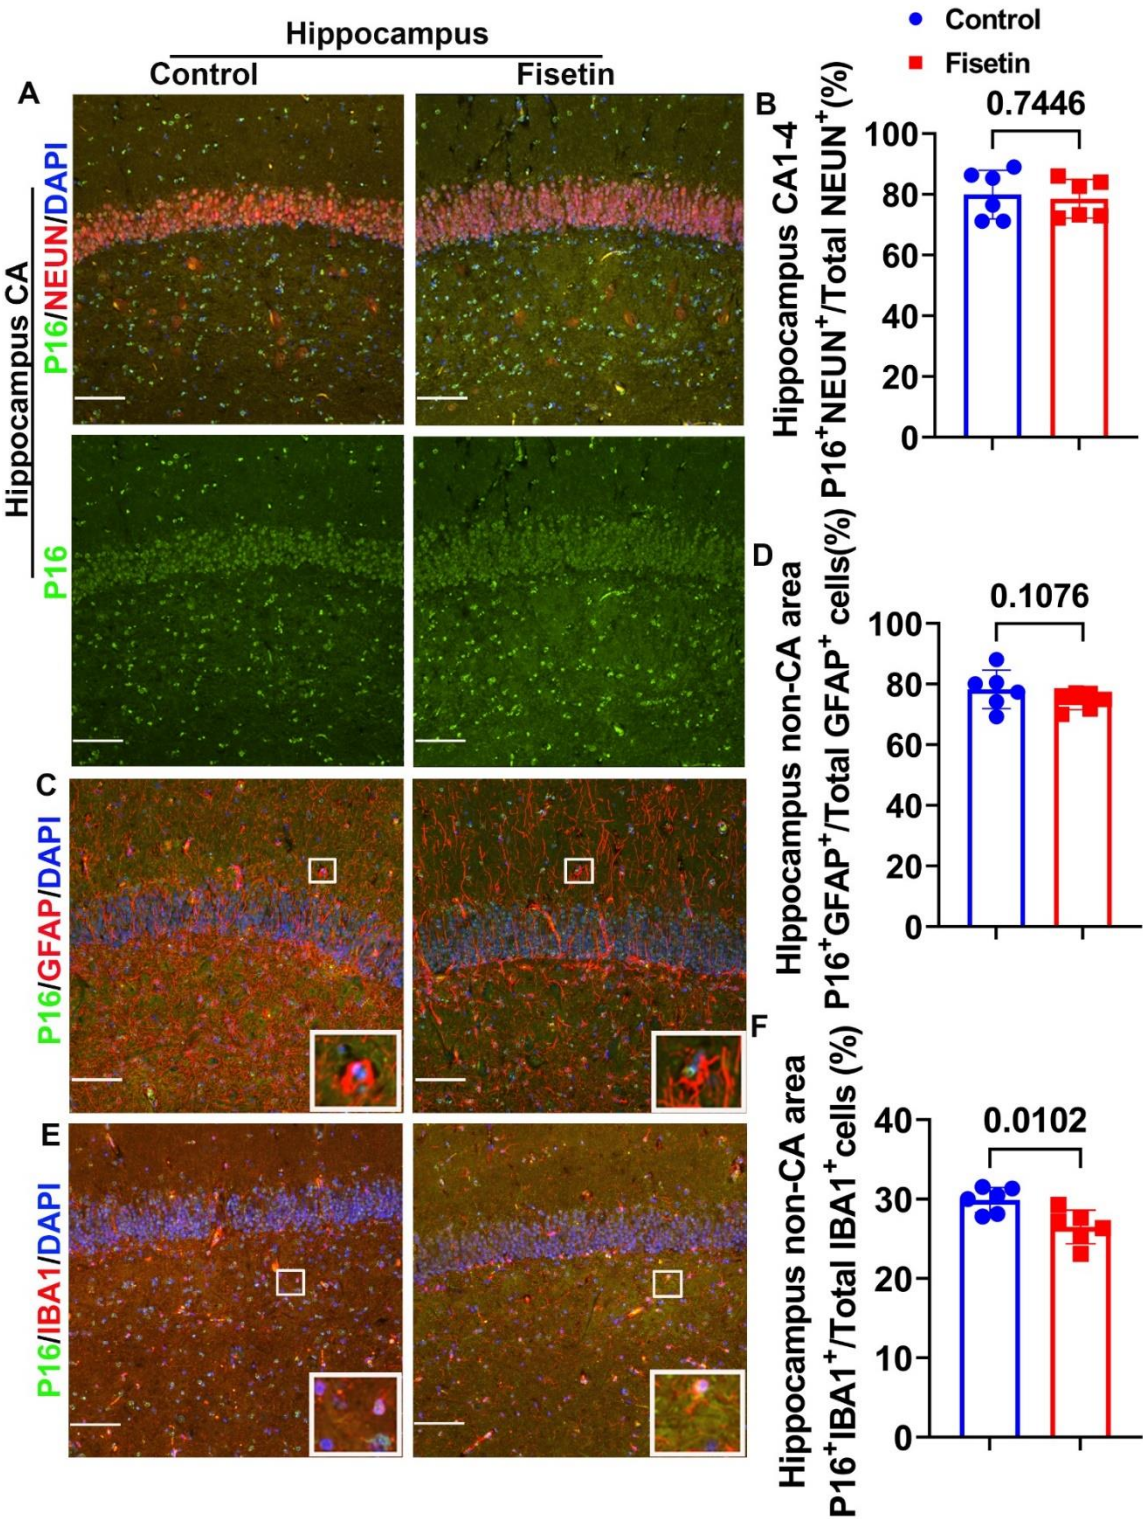 Hippocampus
Control
Fisetin
Control
Fisetin
A
Hippocampus CA
P16/NEUN/DAPI
P16
B
Hippocampus CA1-4
P16+NEUN+/Total NEUN+(%)
0.7446
100
80
60
40
20
0
C
P16/GFAP/DAPI
D
HIppocampus non-CA area
P16+GFAP+/Total GFAP+ cells(%)
0.1076
100
80
60
40
20
0
E
P16/IBA1/DAPI
F
Hippocampus non-CA area
P16+IBA1+/Total IBA1+cells (%)
0.0102
40
30
20
10
0